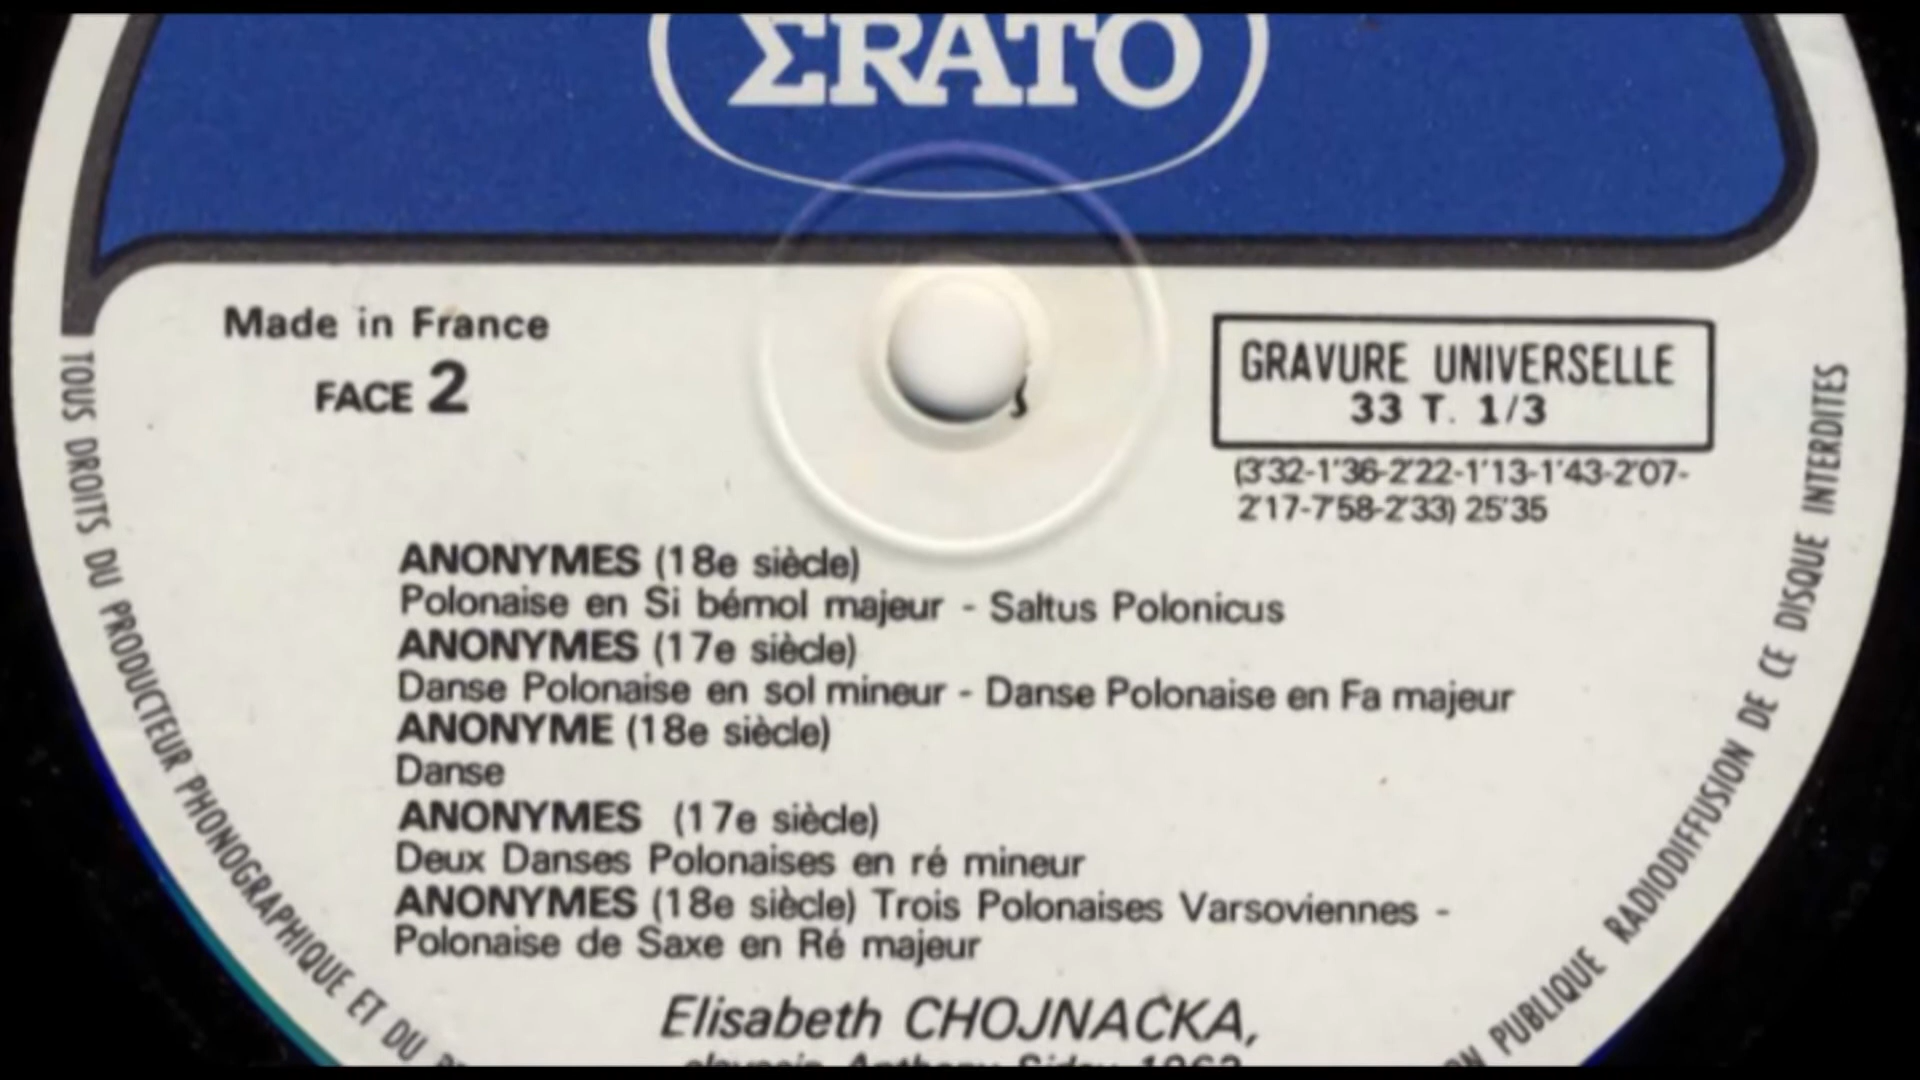 ΣRATO
Made in France
FACE 2
GRAVURE UNIVERSELLE
33 T. 1/3
(3'32-1'36-2'22-1'13-1'43-2'07-
2'17-7'58-2'33) 25'35
ANONYMES (18e siècle)
Polonaise en Si bémol majeur - Saltus Polonicus
ANONYMES (17e siècle)
Danse Polonaise en sol mineur - Danse Polonaise en Fa majeur
ANONYME (18e siècle)
Danse
ANONYMES (17e siècle)
Deux Danses Polonaises en ré mineur
ANONYMES (18e siècle) Trois Polonaises Varsoviennes -
Polonaise de Saxe en Ré majeur
Elisabeth CHOJNACKA,
clavecin Anthony Sidey 1963
TOUS DROITS DU PRODUCTEUR PHONOGRAPHIQUE ET DU
PUBLIQUE RADIODIFFUSION DE CE DISQUE INTERDITES